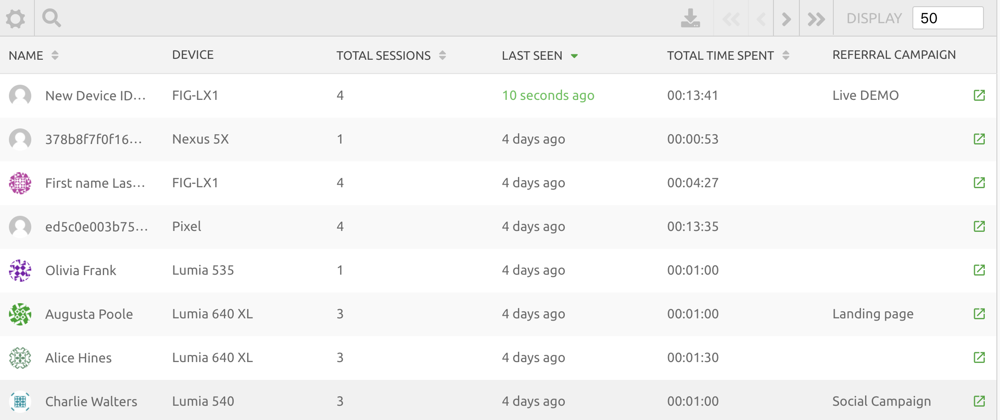 DISPLAY 50
NAME DEVICE TOTAL SESSIONS LAST SEEN TOTAL TIME SPENT REFERRAL CAMPAIGN
New Device ID... FIG-LX1 4 10 seconds ago 00:13:41 Live DEMO
378b8f7f0f16... Nexus 5X 1 4 days ago 00:00:53
First name Las... FIG-LX1 4 4 days ago 00:04:27
ed5c0e003b75... Pixel 4 4 days ago 00:13:35
Olivia Frank Lumia 535 1 4 days ago 00:01:00
Augusta Poole Lumia 640 XL 3 4 days ago 00:01:00 Landing page
Alice Hines Lumia 640 XL 3 4 days ago 00:01:30
Charlie Walters Lumia 540 3 4 days ago 00:01:00 Social Campaign